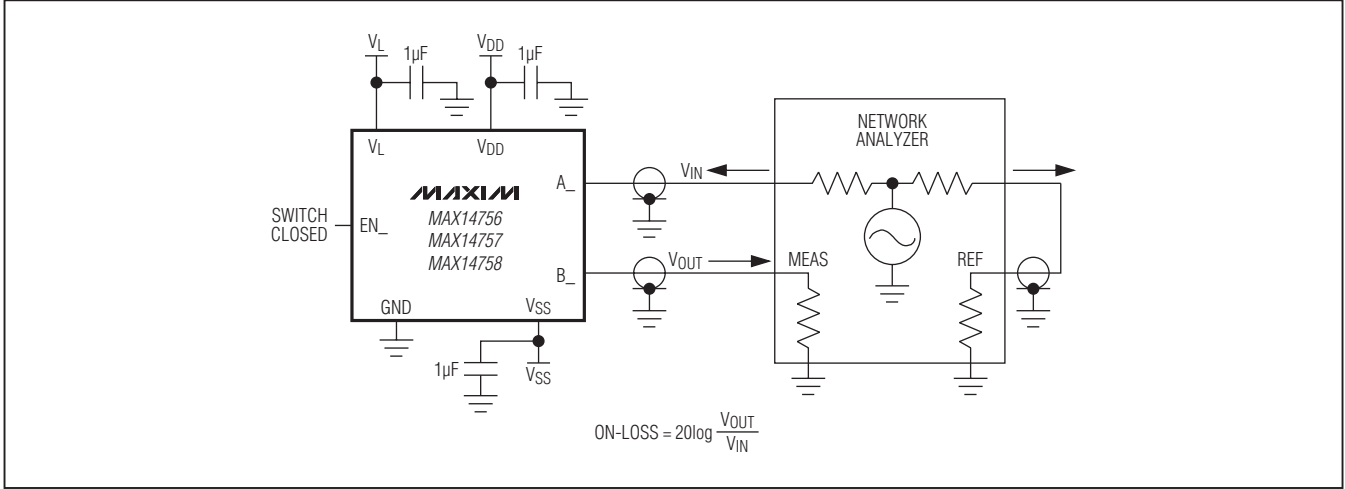 VL
1µF
VDD
1µF
VL
VDD
MAXIM
MAX14756
MAX14757
MAX14758
SWITCH
CLOSED
EN_
A_
B_
GND
VSS
1µF
VSS
VIN
VOUT
NETWORK
ANALYZER
MEAS
REF
ON-LOSS = 20log VOUT
VIN